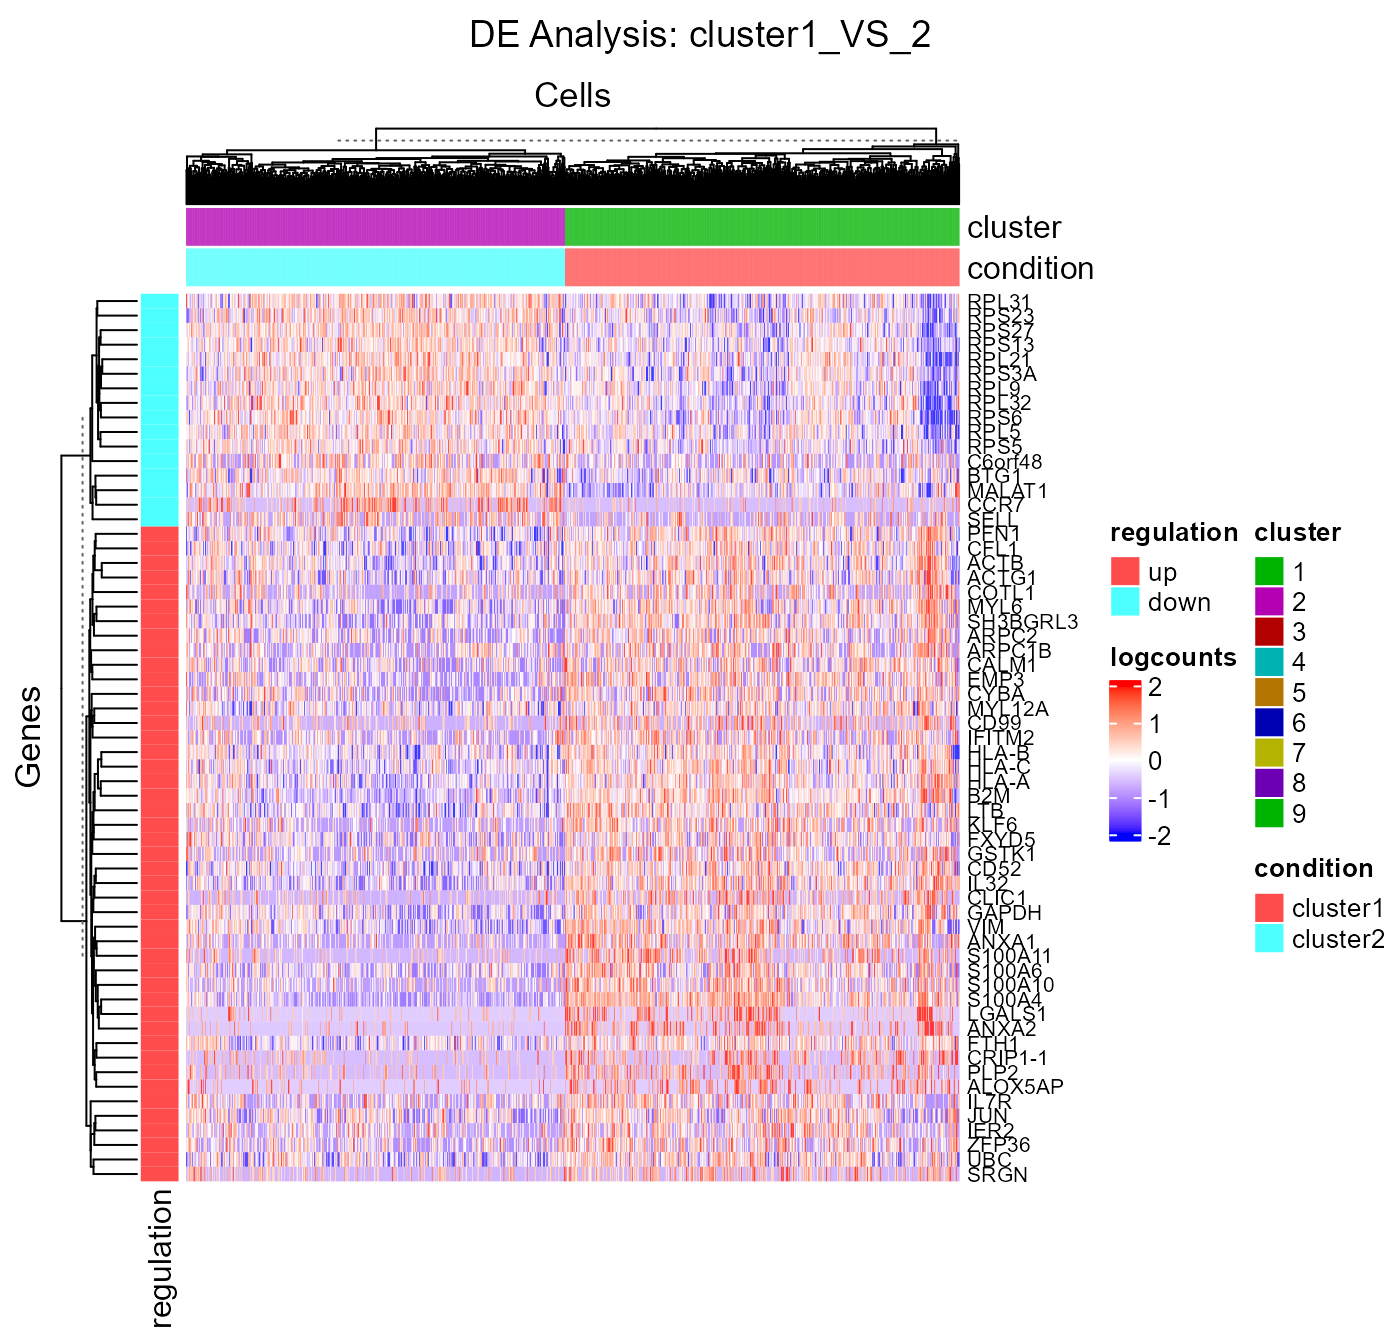 DE Analysis: cluster1_VS_2
Cells
cluster
condition
RPL31
RPS23
RPS27
RPS13
RPL21
RPS3A
RPL9
RPL32
RPS6
RPL5
RPS5
C6orf48
BTG1
MALAT1
CCR7
SELL
PFN1
CFL1
ACTB
ACTG1
COTL1
MYL6
SH3BGRL3
ARPC2
ARPC1B
CALM1
EMP3
CYBA
MYL12A
CD99
IFITM2
HLA-B
HLA-C
HLA-A
B2M
LTB
KLF6
FXYD5
GSTK1
CD52
IL32
CLIC1
GAPDH
VIM
ANXA1
S100A11
S100A6
S100A10
S100A4
LGALS1
ANXA2
FTH1
CRIP1-1
PLP2
ALOX5AP
IL7R
JUN
IER2
ZFP36
UBC
SRGN
Genes
regulation
regulation
up
down
logcounts
2
1
0
-1
-2
cluster
1
2
3
4
5
6
7
8
9
condition
cluster1
cluster2